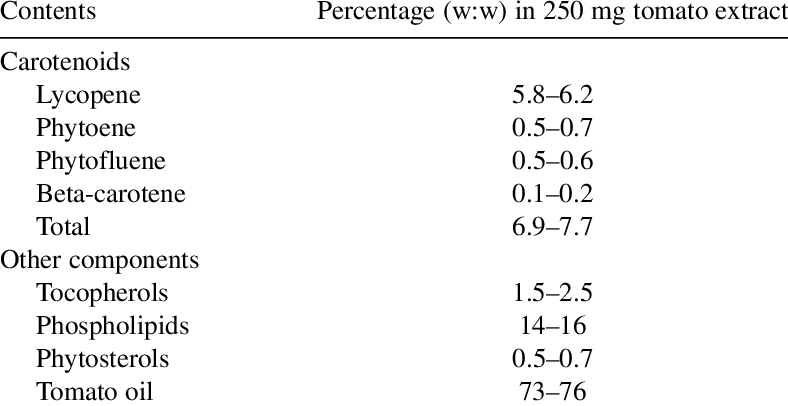 Contents Percentage (w:w) in 250 mg tomato extract
Carotenoids
Lycopene 5.8–6.2
Phytoene 0.5–0.7
Phytofluene 0.5–0.6
Beta-carotene 0.1–0.2
Total 6.9–7.7
Other components
Tocopherols 1.5–2.5
Phospholipids 14–16
Phytosterols 0.5–0.7
Tomato oil 73–76